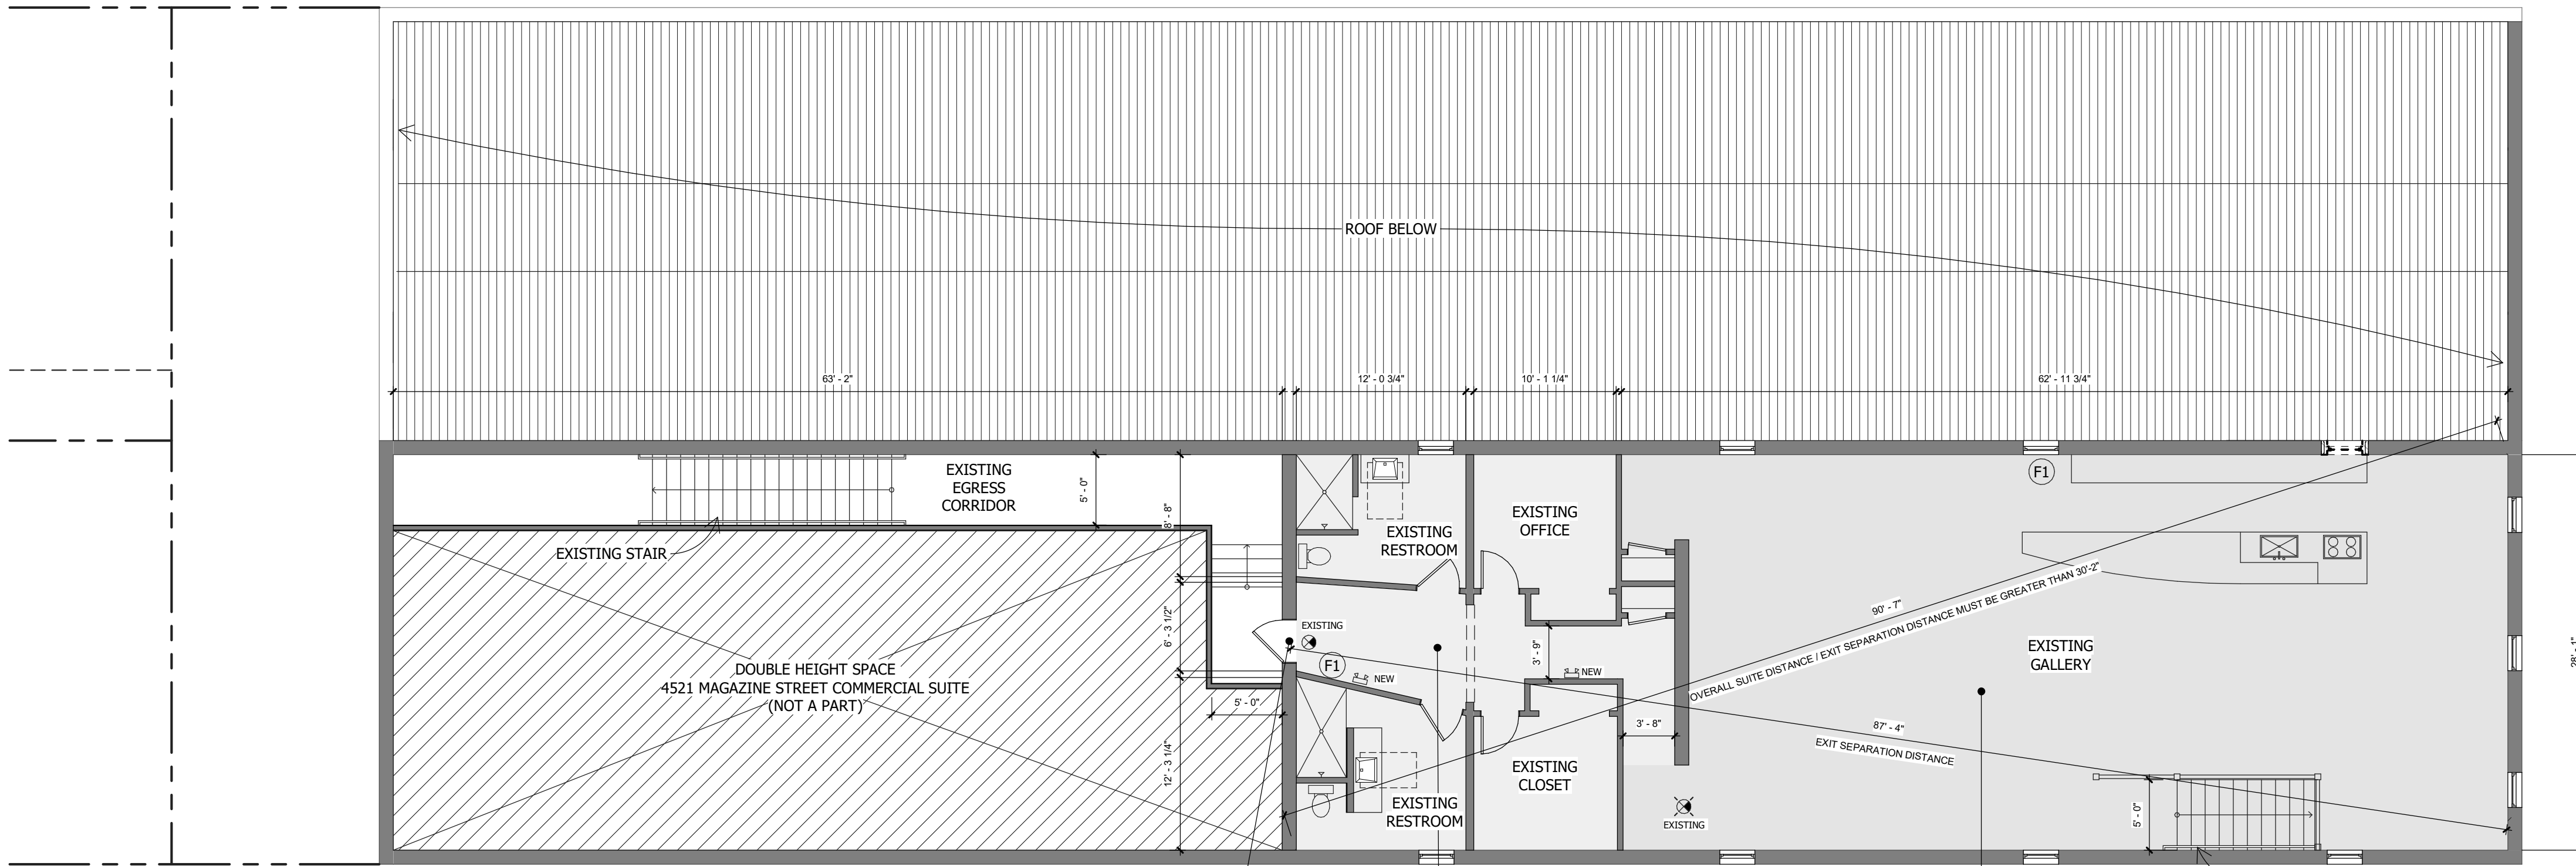 ROOF BELOW
63' - 2"
12' - 0 3/4"
10' - 1 1/4"
62' - 11 3/4"
EXISTING
EGRESS
CORRIDOR
5' - 0"
8' - 8"
EXISTING STAIR
EXISTING
RESTROOM
EXISTING
OFFICE
F1
6' - 3 1/2"
EXISTING
F1
NEW
3' - 9"
NEW
90' - 7"
OVERALL SUITE DISTANCE / EXIT SEPARATION DISTANCE MUST BE GREATER THAN 30'-2"
EXISTING
GALLERY
28' - 1"
DOUBLE HEIGHT SPACE
4521 MAGAZINE STREET COMMERCIAL SUITE
(NOT A PART)
5' - 0"
3' - 8"
87' - 4"
EXIT SEPARATION DISTANCE
12' - 3 1/4"
EXISTING
CLOSET
EXISTING
RESTROOM
EXISTING
5' - 0"